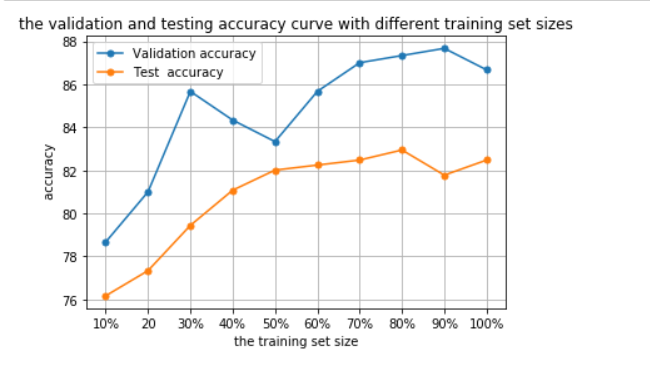 the validation and testing accuracy curve with different training set sizes
Validation accuracy
Test accuracy
88
86
84
82
80
78
76
accuracy
10% 20 30% 40% 50% 60% 70% 80% 90% 100%
the training set size